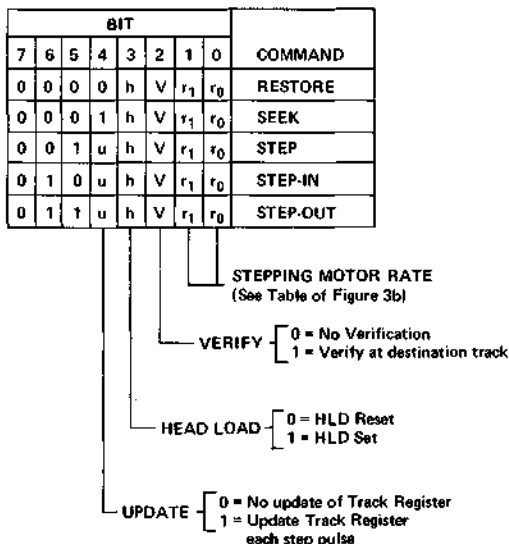 BIT
7 6 5 4 3 2 1 0 COMMAND
0 0 0 0 h V r1 r0 RESTORE
0 0 0 1 h V r1 r0 SEEK
0 0 1 u h V r1 r0 STEP
0 1 0 u h V r1 r0 STEP-IN
0 1 1 u h V r1 r0 STEP-OUT
STEPPING MOTOR RATE
(See Table of Figure 3b)
VERIFY 0 = No Verification
1 = Verify at destination track
HEAD LOAD 0 = HLD Reset
1 = HLD Set
UPDATE 0 = No update of Track Register
1 = Update Track Register
each step pulse